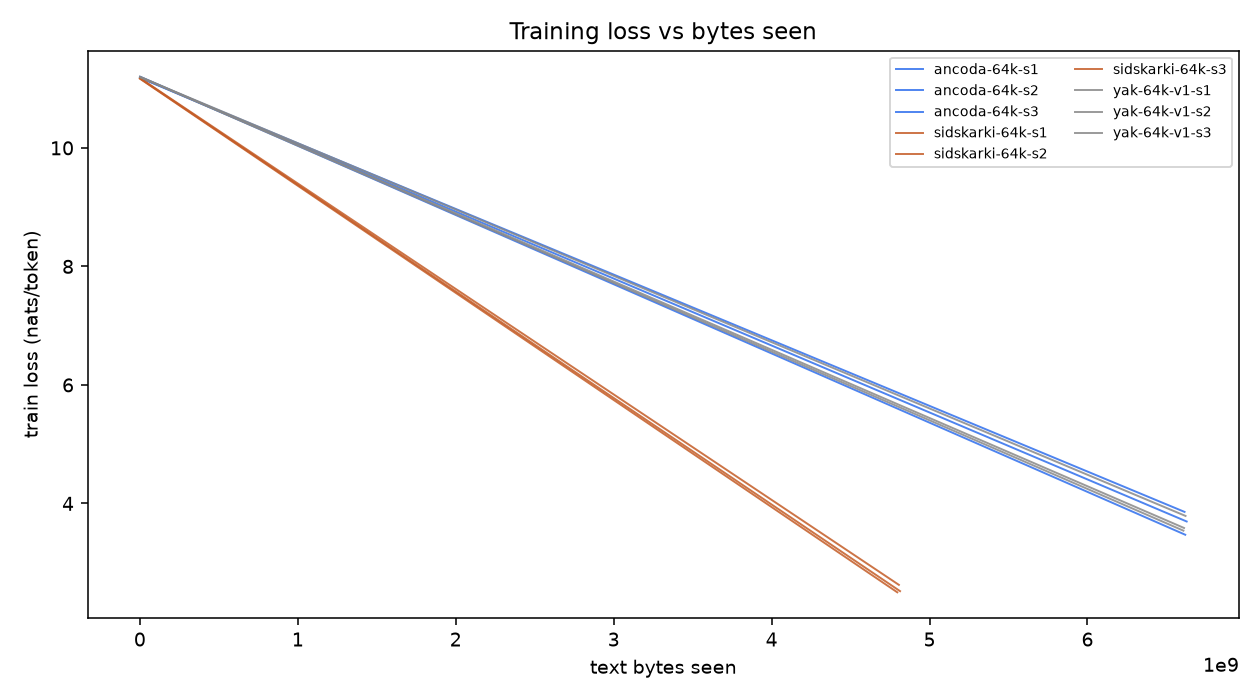 Training loss vs bytes seen
train loss (nats/token)
10
8
6
4
ancoda-64k-s1
ancoda-64k-s2
ancoda-64k-s3
sidskarki-64k-s1
sidskarki-64k-s2
sidskarki-64k-s3
yak-64k-v1-s1
yak-64k-v1-s2
yak-64k-v1-s3
0 1 2 3 4 5 6
1e9
text bytes seen